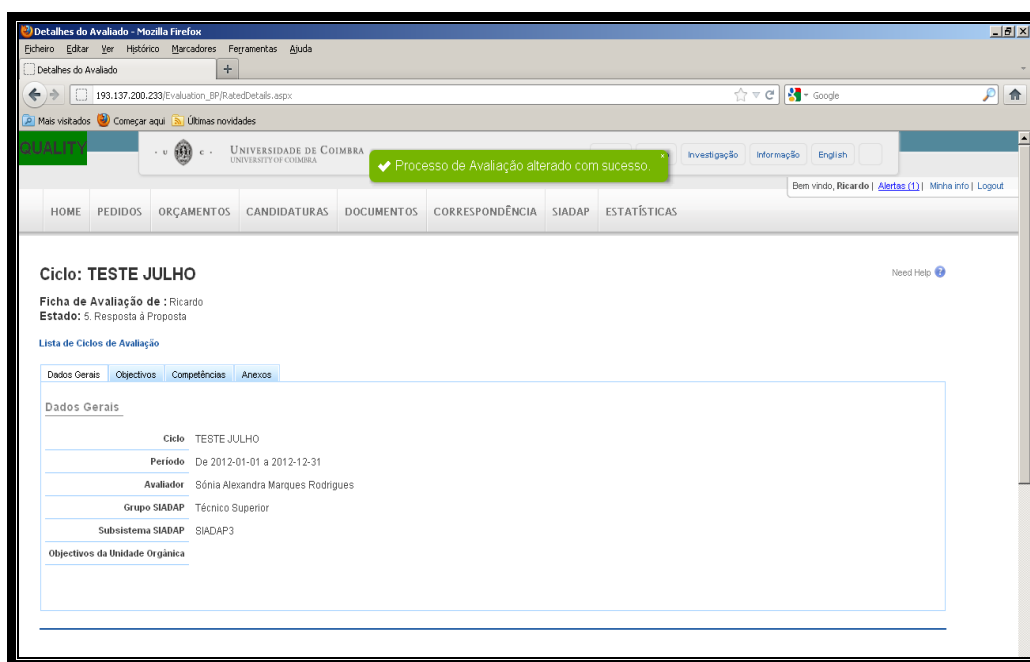 Detalhes do Avaliado - Mozilla Firefox
Ficheiro Editar Ver Histórico Marcadores Ferramentas Ajuda
Detalhes do Avaliado
193.137.200.233/Evaluation_BP/RatedDetails.aspx
Google
Mais visitados Começar aqui Últimas novidades
QUALITY
· U C ·
UNIVERSIDADE DE COIMBRA
UNIVERSITY OF COIMBRA
Processo de Avaliação alterado com sucesso.
x
Investigação Informação English
Bem vindo, Ricardo | Alertas (1) | Minha info | Logout
HOME PEDIDOS ORÇAMENTOS CANDIDATURAS DOCUMENTOS CORRESPONDÊNCIA SIADAP ESTATÍSTICAS
Ciclo: TESTE JULHO
Need Help ?
Ficha de Avaliação de : Ricardo
Estado: 5. Resposta à Proposta
Lista de Ciclos de Avaliação
Dados Gerais Objectivos Competências Anexos
Dados Gerais
Ciclo TESTE JULHO
Período De 2012-01-01 a 2012-12-31
Avaliador Sónia Alexandra Marques Rodrigues
Grupo SIADAP Técnico Superior
Subsistema SIADAP SIADAP3
Objectivos da Unidade Orgânica